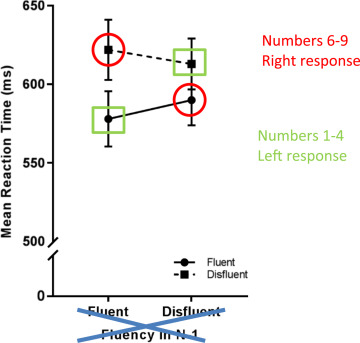 650
Numbers 6-9
Right response
600
Numbers 1-4
Left response
550
500
0
Mean Reaction Time (ms)
Fluent
Disfluent
Fluent
Disfluent
Fluency in N-1